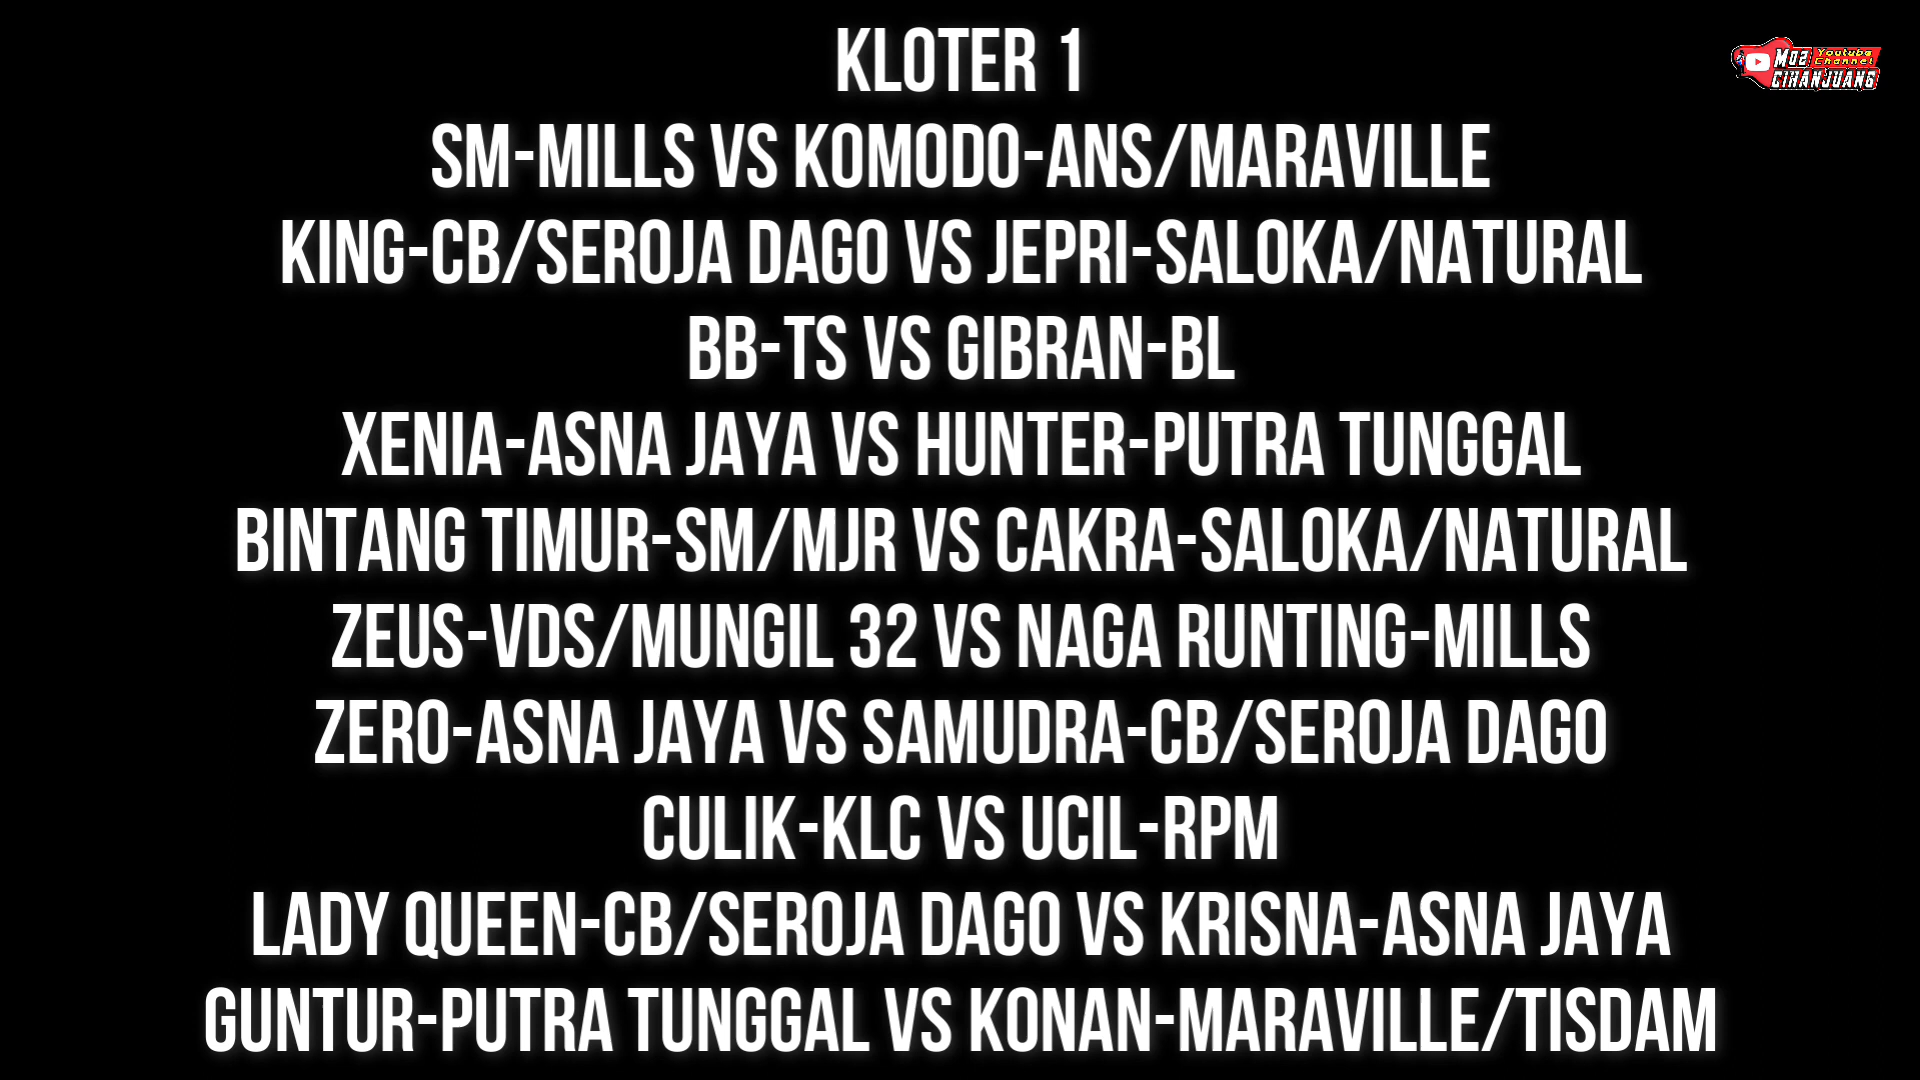 KLOTER 1
SM-MILLS VS KOMODO-ANS/MARAVILLE
KING-CB/SEROJA DAGO VS JEPRI-SALOKA/NATURAL
BB-TS VS GIBRAN-BL
XENIA-ASNA JAYA VS HUNTER-PUTRA TUNGGAL
BINTANG TIMUR-SM/MJR VS CAKRA-SALOKA/NATURAL
ZEUS-VDS/MUNGIL 32 VS NAGA RUNTING-MILLS
ZERO-ASNA JAYA VS SAMUDRA-CB/SEROJA DAGO
CULIK-KLC VS UCIL-RPM
LADY QUEEN-CB/SEROJA DAGO VS KRISNA-ASNA JAYA
GUNTUR-PUTRA TUNGGAL VS KONAN-MARAVILLE/TISDAM
Youtube
Channel
CIHANJUANG